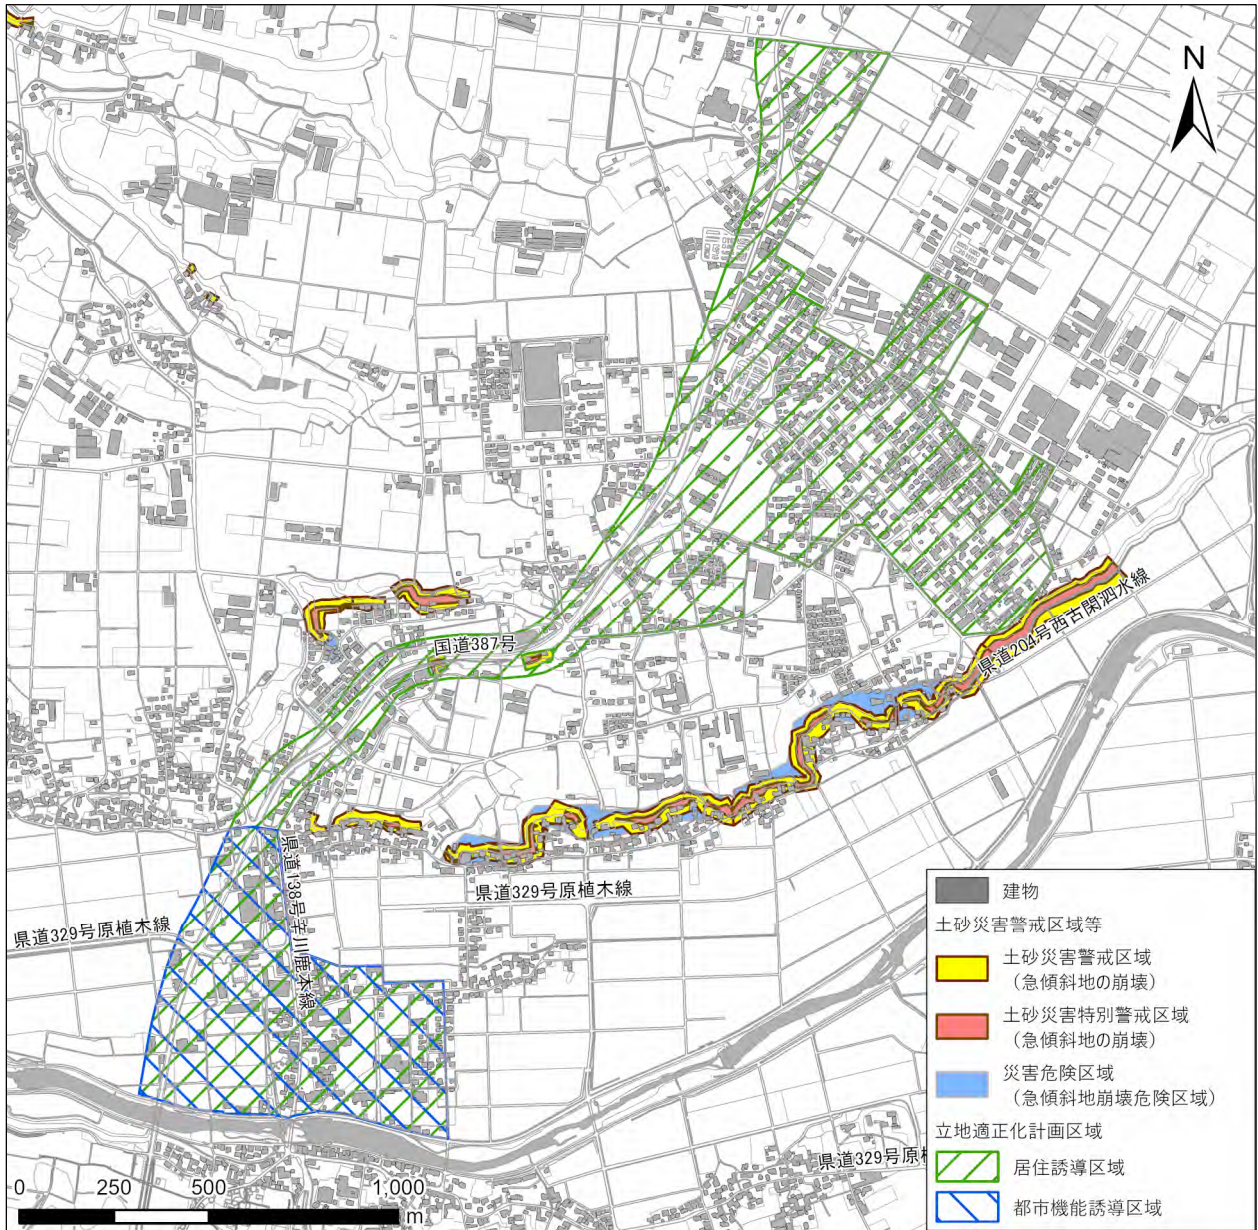 N
国道387号
県道204号西古閑泗水線
県道138号辛川鹿本線
県道329号原植木線
県道329号原植木線
県道329号原植
建物
土砂災害警戒区域等
土砂災害警戒区域
（急傾斜地の崩壊）
土砂災害特別警戒区域
（急傾斜地の崩壊）
災害危険区域
（急傾斜地崩壊危険区域）
立地適正化計画区域
居住誘導区域
都市機能誘導区域
0 250 500 1,000
m